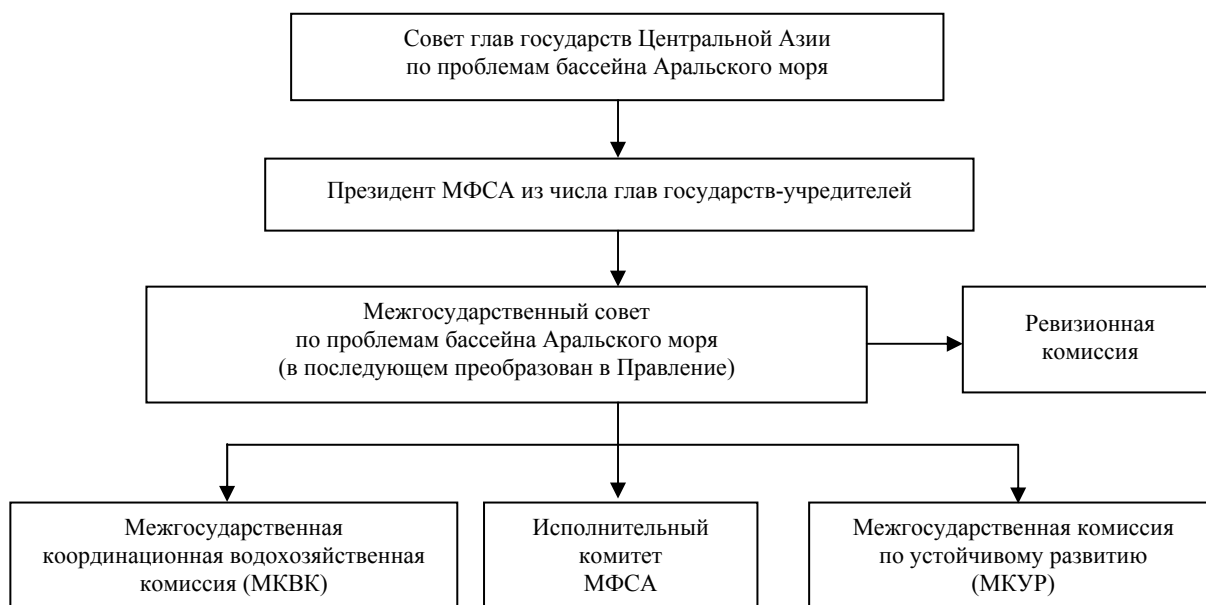 Совет глав государств Центральной Азии
по проблемам бассейна Аральского моря
Президент МФСА из числа глав государств-учредителей
Межгосударственный совет
по проблемам бассейна Аральского моря
(в последующем преобразован в Правление)
Ревизионная
комиссия
Межгосударственная
координационная водохозяйственная
комиссия (МКВК)
Исполнительный
комитет
МФСА
Межгосударственная комиссия
по устойчивому развитию
(МКУР)